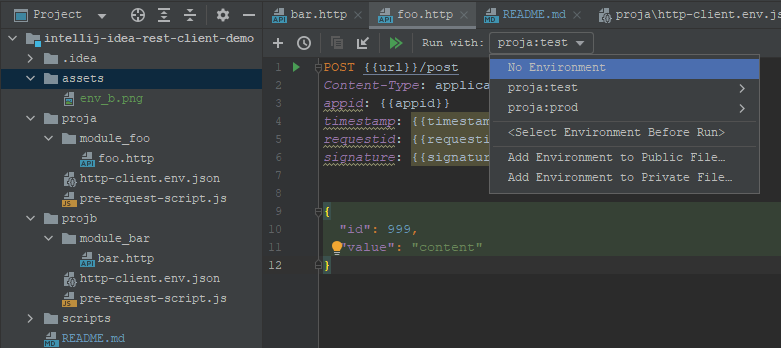 Project
intellij-idea-rest-client-demo
.idea
assets
env_b.png
proja
module_foo
foo.http
http-client.env.json
pre-request-script.js
projb
module_bar
bar.http
http-client.env.json
pre-request-script.js
scripts
README.md
bar.http foo.http README.md proja\http-client.env.js
Run with: proja:test
No Environment
proja:test
proja:prod
<Select Environment Before Run>
Add Environment to Public File…
Add Environment to Private File…
1 POST {{url}}/post
2 Content-Type: applica
3 appid: {{appid}}
4 timestamp: {{timestam
5 requestid: {{requesti
6 signature: {{signatur
7
8
9 {
10 "id": 999,
11 "value": "content"
12 }